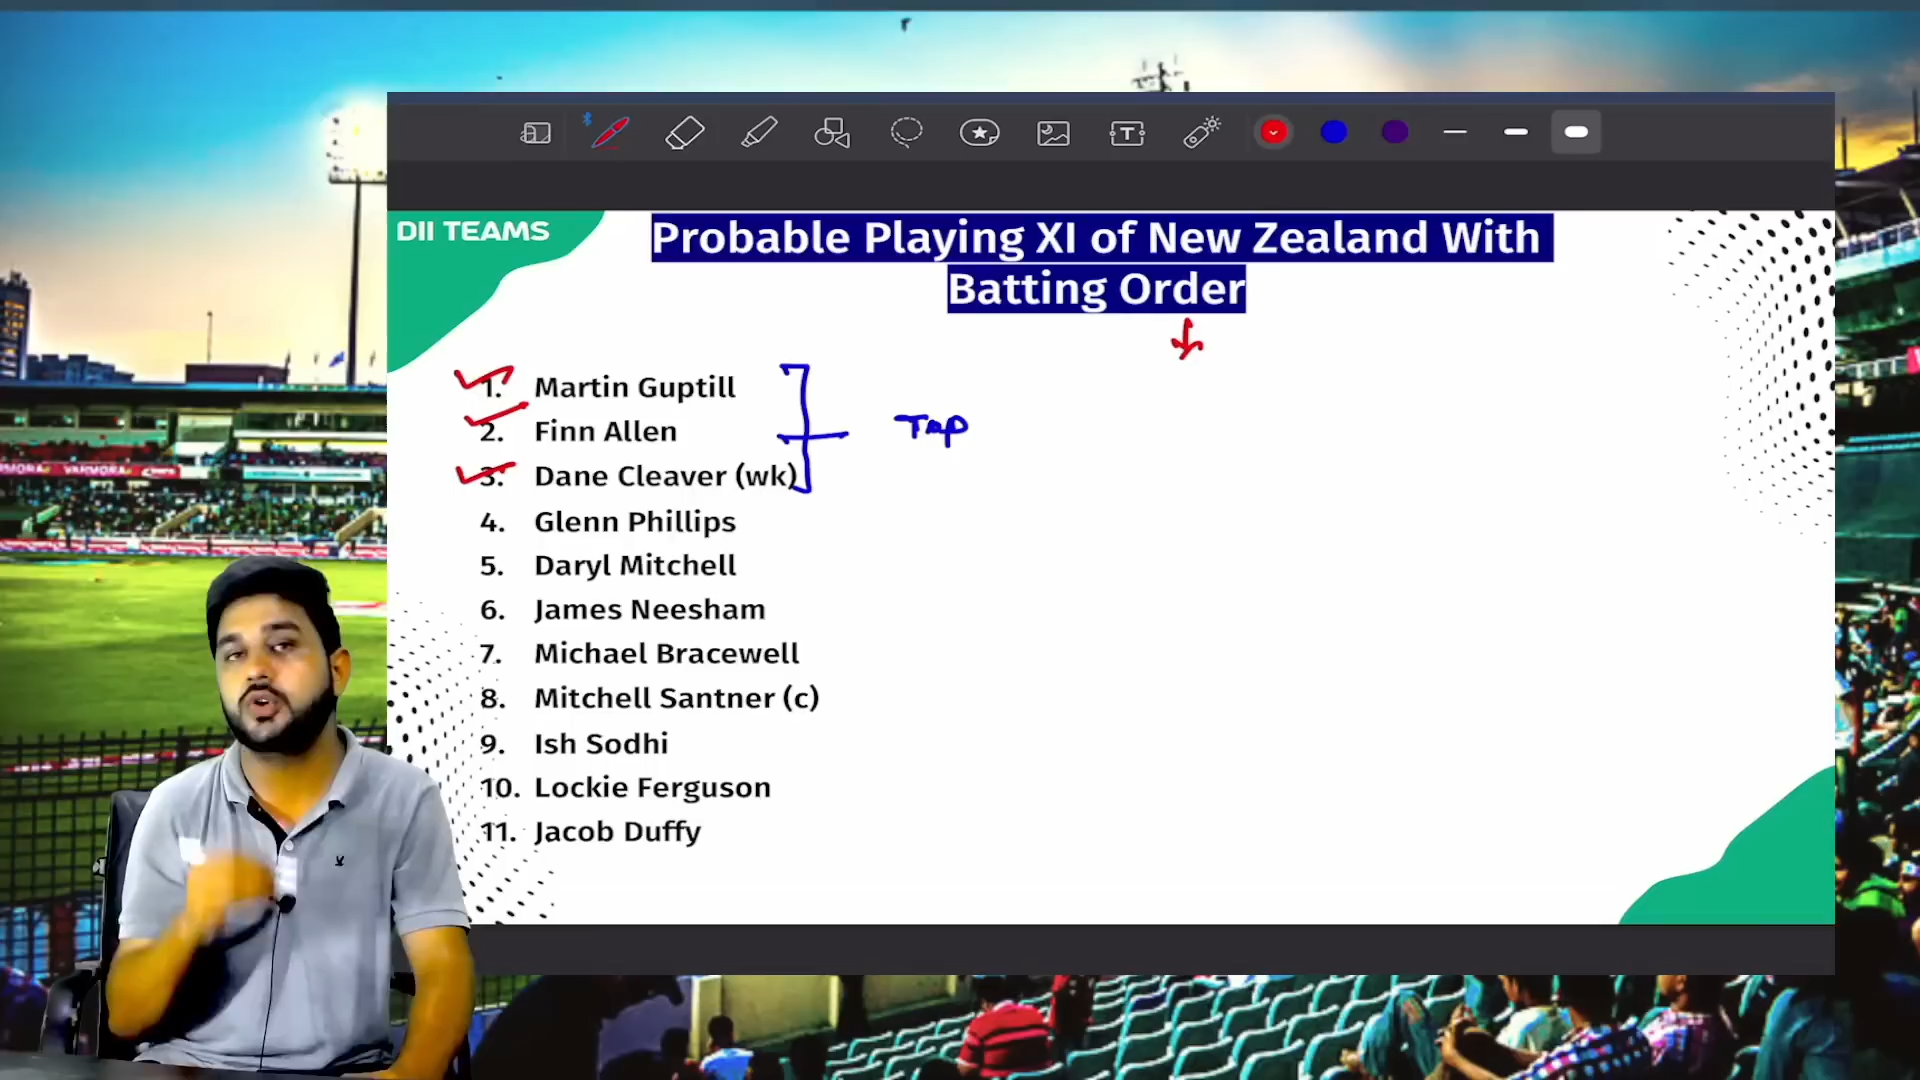 DII TEAMS
Probable Playing XI of New Zealand With
Batting Order
1. Martin Guptill
2. Finn Allen
3. Dane Cleaver (wk)
Top
4. Glenn Phillips
5. Daryl Mitchell
6. James Neesham
7. Michael Bracewell
8. Mitchell Santner (c)
9. Ish Sodhi
10. Lockie Ferguson
11. Jacob Duffy
VARMORA